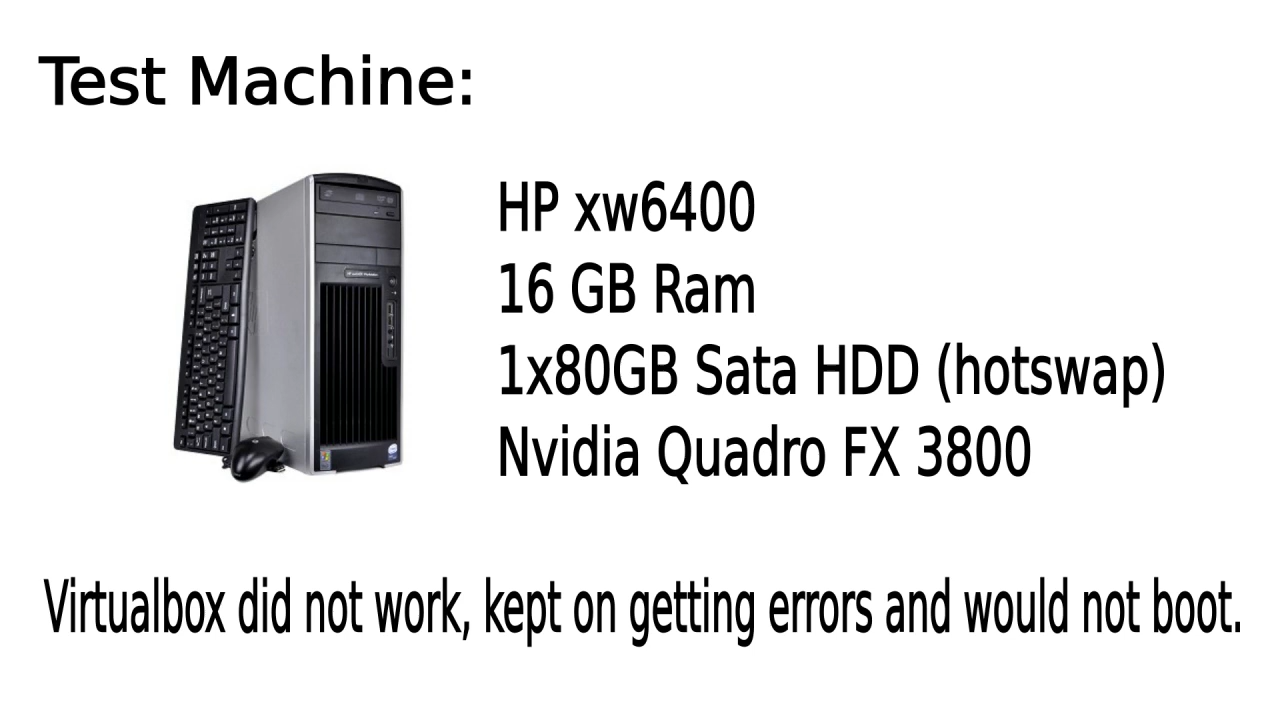 Test Machine:
HP xw6400
16 GB Ram
1x80GB Sata HDD (hotswap)
Nvidia Quadro FX 3800
Virtualbox did not work, kept on getting errors and would not boot.